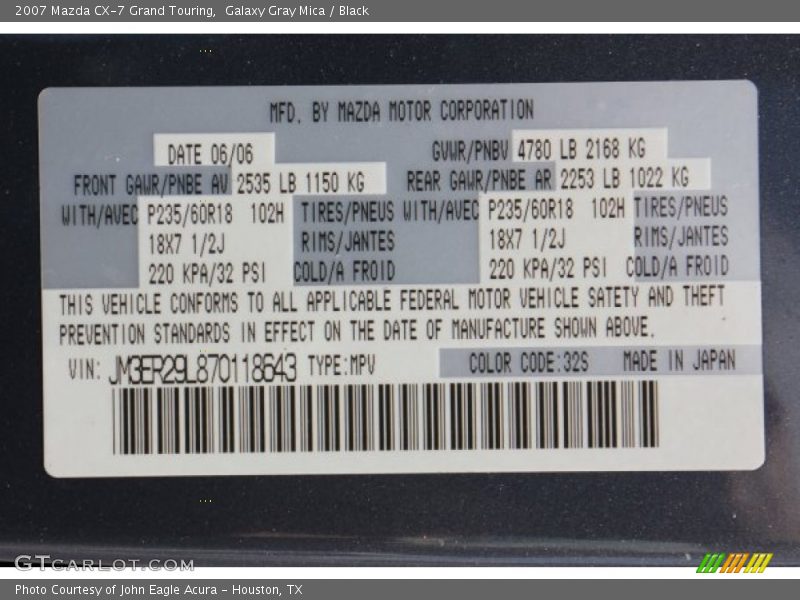 2007 Mazda CX-7 Grand Touring, Galaxy Gray Mica / Black
MFD. BY MAZDA MOTOR CORPORATION
DATE 06/06 GVWR/PNBV 4780 LB 2168 KG
FRONT GAWR/PNBE AV 2535 LB 1150 KG REAR GAWR/PNBE AR 2253 LB 1022 KG
WITH/AVEC P235/60R18 102H TIRES/PNEUS WITH/AVEC P235/60R18 102H TIRES/PNEUS
18X7 1/2J RIMS/JANTES 18X7 1/2J RIMS/JANTES
220 KPA/32 PSI COLD/A FROID 220 KPA/32 PSI COLD/A FROID
THIS VEHICLE CONFORMS TO ALL APPLICABLE FEDERAL MOTOR VEHICLE SAFETY AND THEFT
PREVENTION STANDARDS IN EFFECT ON THE DATE OF MANUFACTURE SHOWN ABOVE.
VIN: JM3ER29L870118643 TYPE:MPV COLOR CODE:32S MADE IN JAPAN
GTCARLOT.COM
Photo Courtesy of John Eagle Acura - Houston, TX